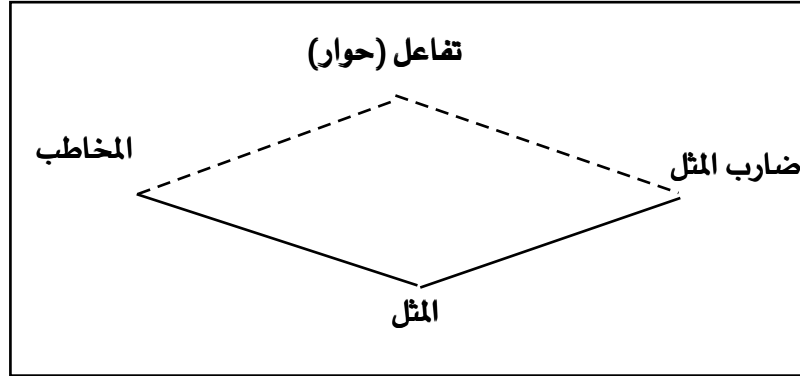 تفاعل (حوار)
المخاطب
ضارب المثل
المثل